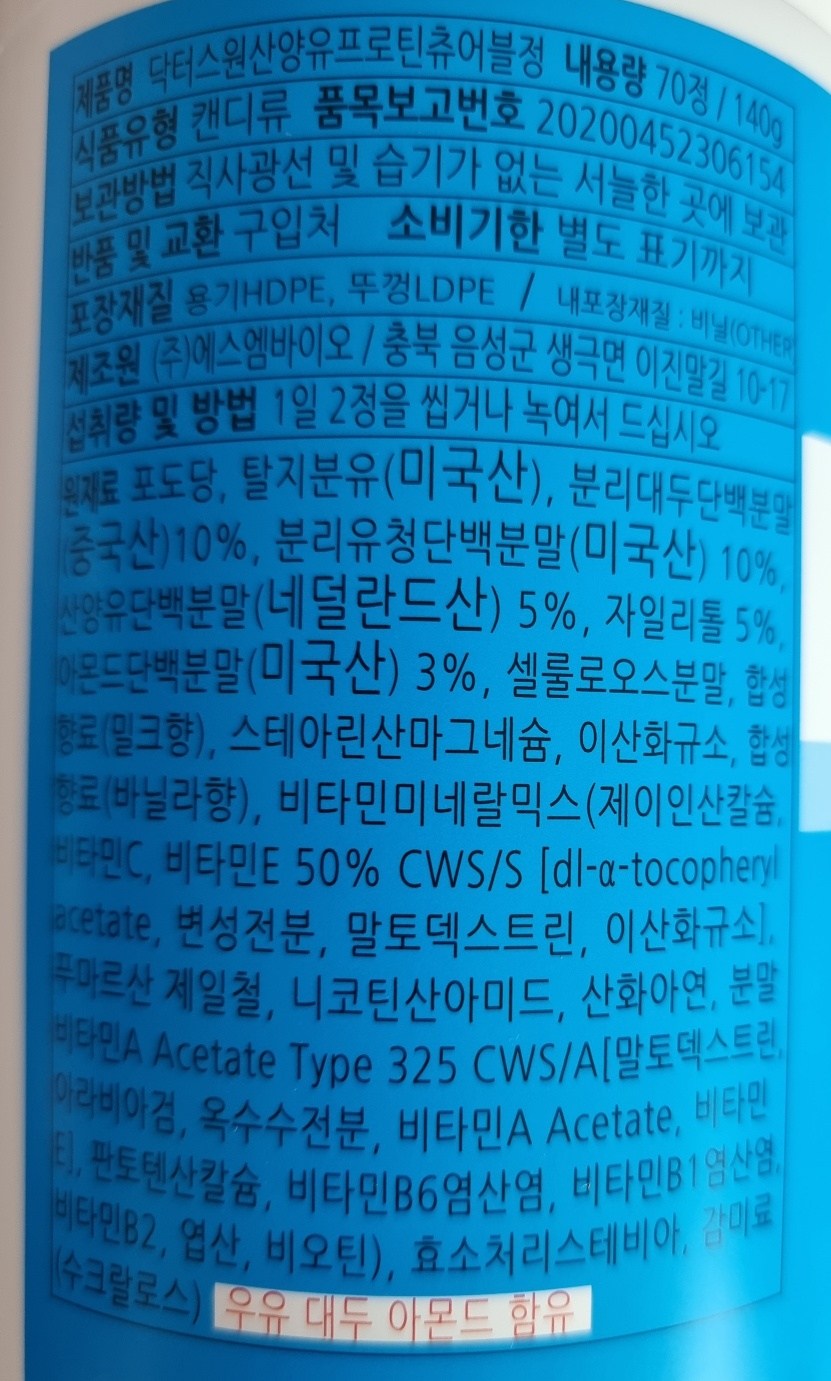 제품명 닥터스원산양유프로틴츄어블정 내용량 70정 / 140g
식품유형 캔디류 품목보고번호 20200452306154
보관방법 직사광선 및 습기가 없는 서늘한 곳에 보관
반품 및 교환 구입처 소비기한 별도 표기까지
포장재질 용기HDPE, 뚜껑LDPE / 내포장재질 : 비닐(OTHER
제조원 (주)에스엠바이오 / 충북 음성군 생극면 이진말길 10-17
섭취량 및 방법 1일 2정을 씹거나 녹여서 드십시오
원재료 포도당, 탈지분유(미국산), 분리대두단백분말
(중국산)10%, 분리유청단백분말(미국산) 10%,
산양유단백분말(네덜란드산) 5%, 자일리톨 5%,
아몬드단백분말(미국산) 3%, 셀룰로오스분말, 합성
향료(밀크향), 스테아린산마그네슘, 이산화규소, 합성
향료(바닐라향), 비타민미네랄믹스(제이인산칼슘,
비타민C, 비타민E 50% CWS/S [dl-α-tocopheryl
acetate, 변성전분, 말토덱스트린, 이산화규소],
푸마르산 제일철, 니코틴산아미드, 산화아연, 분말
비타민A Acetate Type 325 CWS/A[말토덱스트린,
아라비아검, 옥수수전분, 비타민A Acetate, 비타민
E], 판토텐산칼슘, 비타민B6염산염, 비타민B1염산염,
비타민B2, 엽산, 비오틴), 효소처리스테비아, 감미료
(수크랄로스) 우유 대두 아몬드 함유